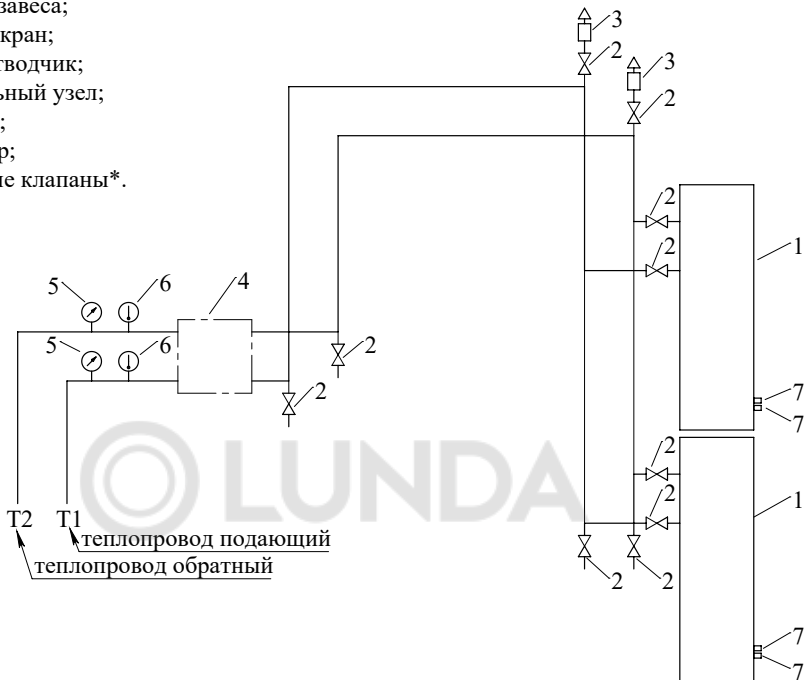 завеса;
кран;
тводчик;
ьный узел;
;
р;
ые клапаны*.
3
2
3
2
2
1
2
5
6
4
5
6
2
2
7
7
2
1
2
LUNDA
T2
T1
теплопровод подающий
теплопровод обратный
2
2
7
7